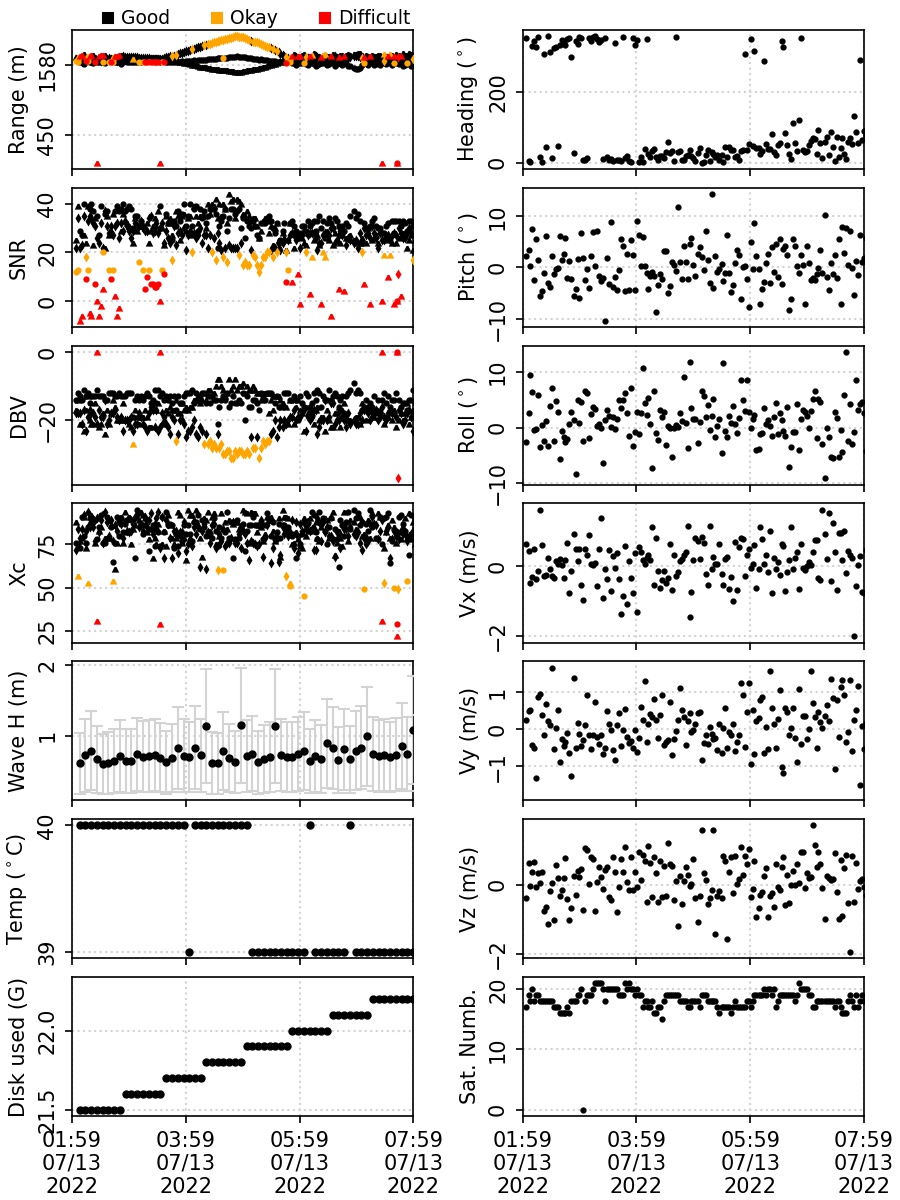 Good Okay Difficult
Range (m)
1580
450
Heading (°)
200
0
SNR
40
20
0
Pitch (°)
10
0
−10
DBV
0
−20
Roll (°)
10
0
−10
Xc
75
50
25
Vx (m/s)
0
−2
Wave H (m)
2
1
Vy (m/s)
1
0
−1
Temp (°C)
40
39
Vz (m/s)
0
−2
Disk used (G)
22.0
21.5
Sat. Numb.
20
10
0
01:59 03:59 05:59 07:59
07/13 07/13 07/13 07/13
2022 2022 2022 2022
01:59 03:59 05:59 07:59
07/13 07/13 07/13 07/13
2022 2022 2022 2022